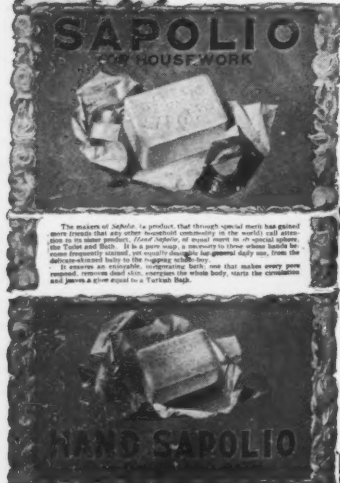 SAPOLIO
FOR HOUSEWORK
The makers of Sapolio, (a product, that through special merit has gained
more friends that any other household commodity in the world) call atten-
tion to its sister product, Hand Sapolio, of equal merit in its special sphere,
the Toilet and Bath. It is a pure soap, a necessity to those whose hands be-
come frequently stained, yet equally desirable for general daily use, from the
delicate-skinned baby to the romping school-boy.
It ensures an enjoyable, invigorating bath; one that makes every pore
respond, removes dead skin, energizes the whole body, starts the circulation
and leaves a glow equal to a Turkish Bath.
HAND SAPOLIO